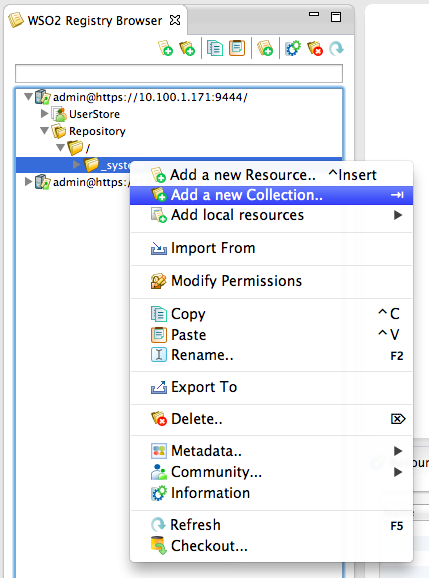 WSO2 Registry Browser
admin@https://10.100.1.171:9444/
UserStore
Repository
/
_syste
admin@https:/
Add a new Resource.. ^Insert
Add a new Collection..
Add local resources
Import From
Modify Permissions
Copy ^C
Paste ^V
Rename.. F2
Export To
Delete..
Metadata..
Community...
Information
Refresh F5
Checkout...